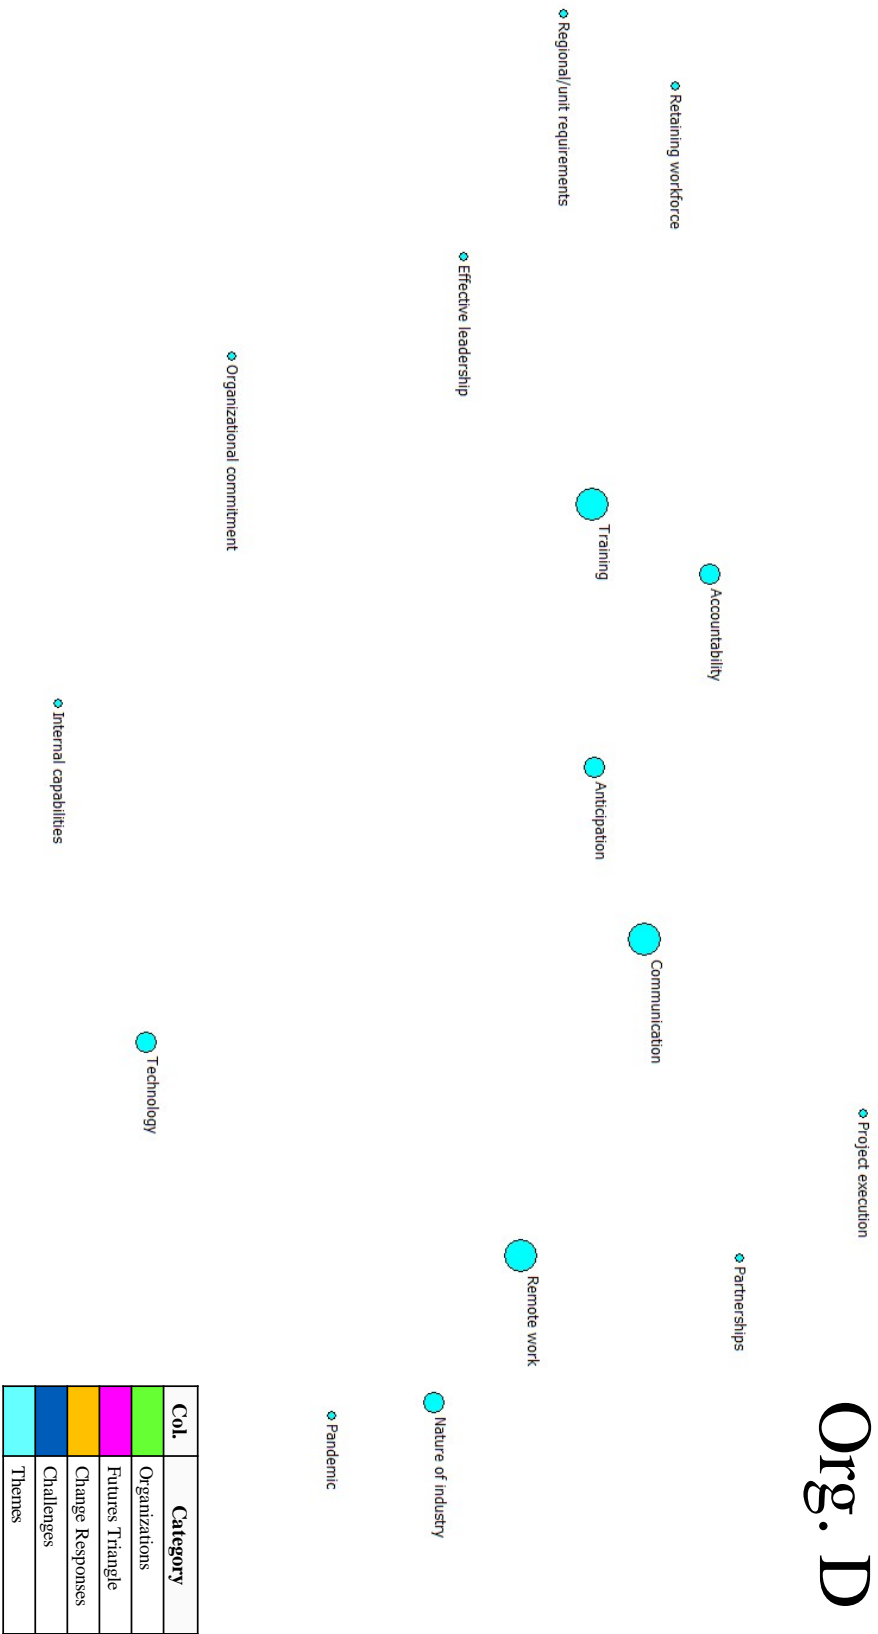 Org. D
Project execution
Partnerships
Accountability
Retaining workforce
Communication
Training
Anticipation
Regional/unit requirements
Remote work
Effective leadership
Nature of industry
Pandemic
Organizational commitment
Technology
Internal capabilities
Col. Category
Organizations
Futures Triangle
Change Responses
Challenges
Themes